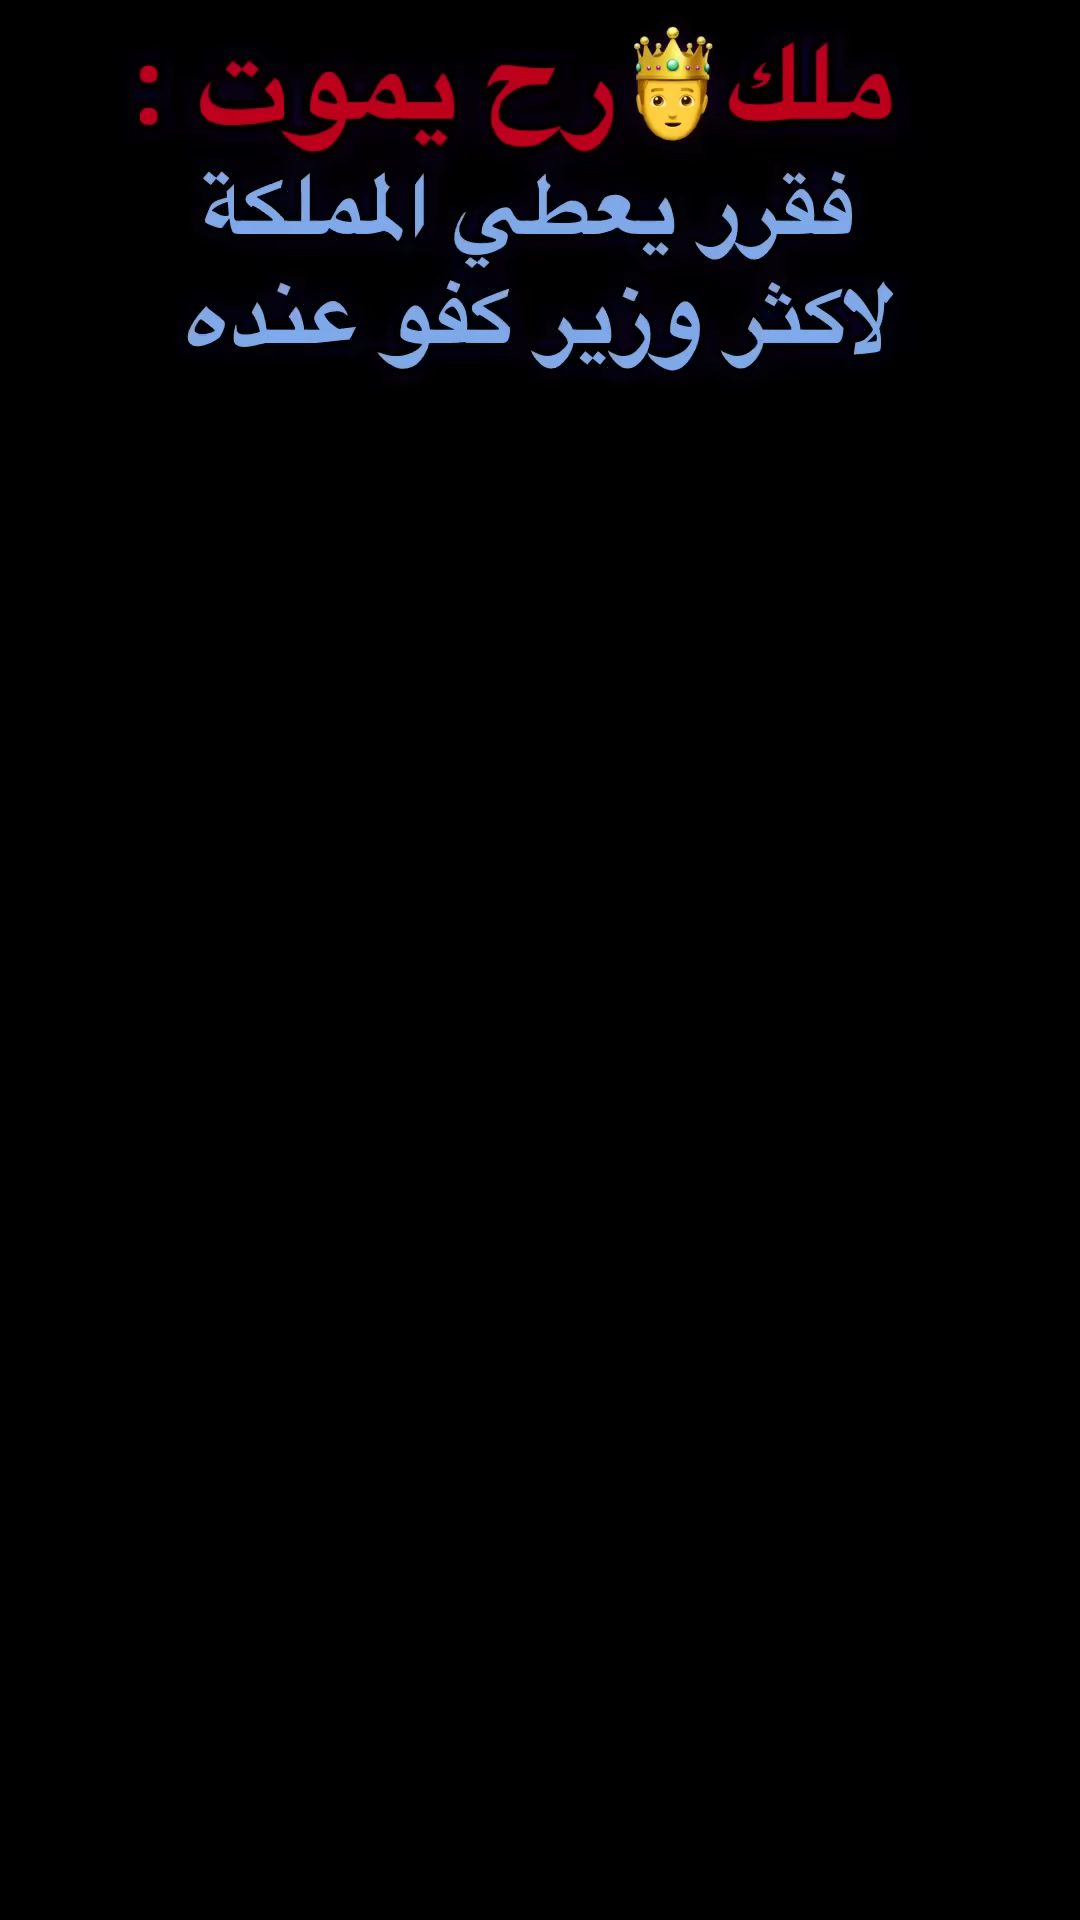 ملك🤴رح يموت :
فقرر يعطي المملكة
لاكثر وزير كفو عنده